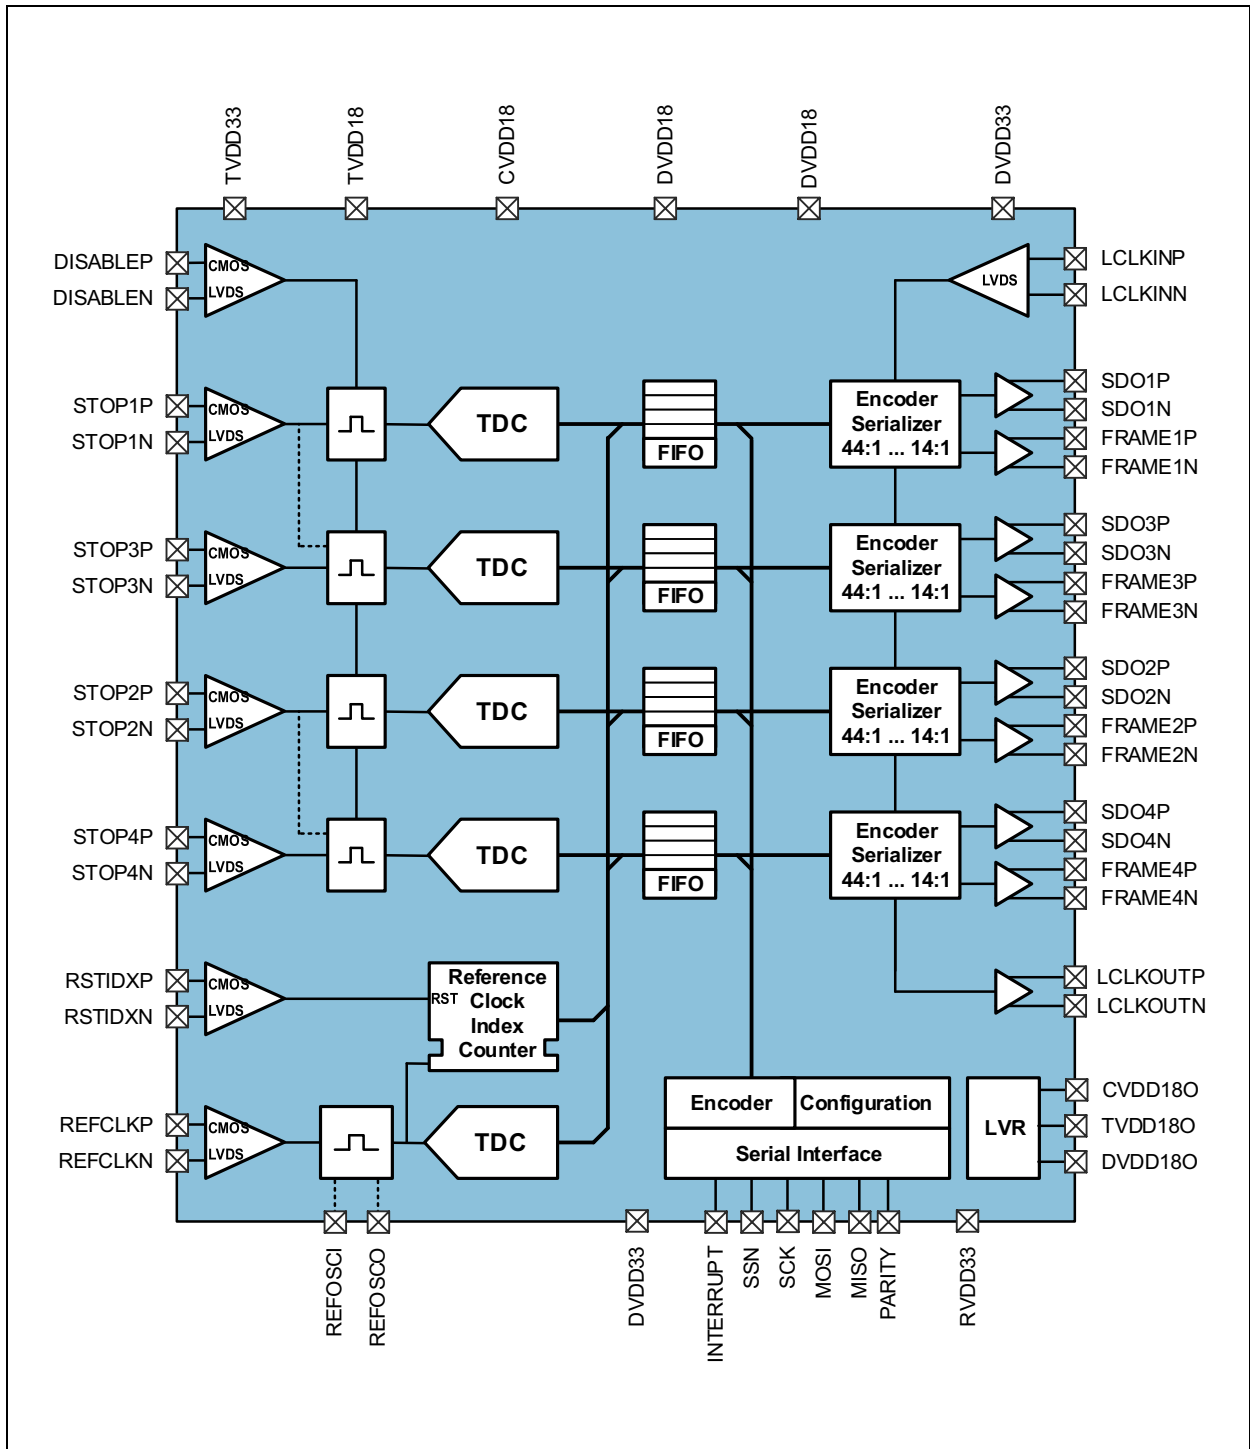 TVDD33
TVDD18
CVDD18
DVDD18
DVDD18
DVDD33
DISABLEP
DISABLEN
CMOS
LVDS
LVDS
LCLKINP
LCLKINN
STOP1P
STOP1N
CMOS
LVDS
TDC
FIFO
Encoder
Serializer
44:1 ... 14:1
SDO1P
SDO1N
FRAME1P
FRAME1N
STOP3P
STOP3N
CMOS
LVDS
TDC
FIFO
Encoder
Serializer
44:1 ... 14:1
SDO3P
SDO3N
FRAME3P
FRAME3N
STOP2P
STOP2N
CMOS
LVDS
TDC
FIFO
Encoder
Serializer
44:1 ... 14:1
SDO2P
SDO2N
FRAME2P
FRAME2N
STOP4P
STOP4N
CMOS
LVDS
TDC
FIFO
Encoder
Serializer
44:1 ... 14:1
SDO4P
SDO4N
FRAME4P
FRAME4N
RSTIDXP
RSTIDXN
CMOS
LVDS
RST
Reference
Clock
Index
Counter
LCLKOUTP
LCLKOUTN
REFCLKP
REFCLKN
CMOS
LVDS
TDC
Encoder
Configuration
Serial Interface
LVR
CVDD18O
TVDD18O
DVDD18O
REFOSCI
REFOSCO
DVDD33
INTERRUPT
SSN
SCK
MOSI
MISO
PARITY
RVDD33